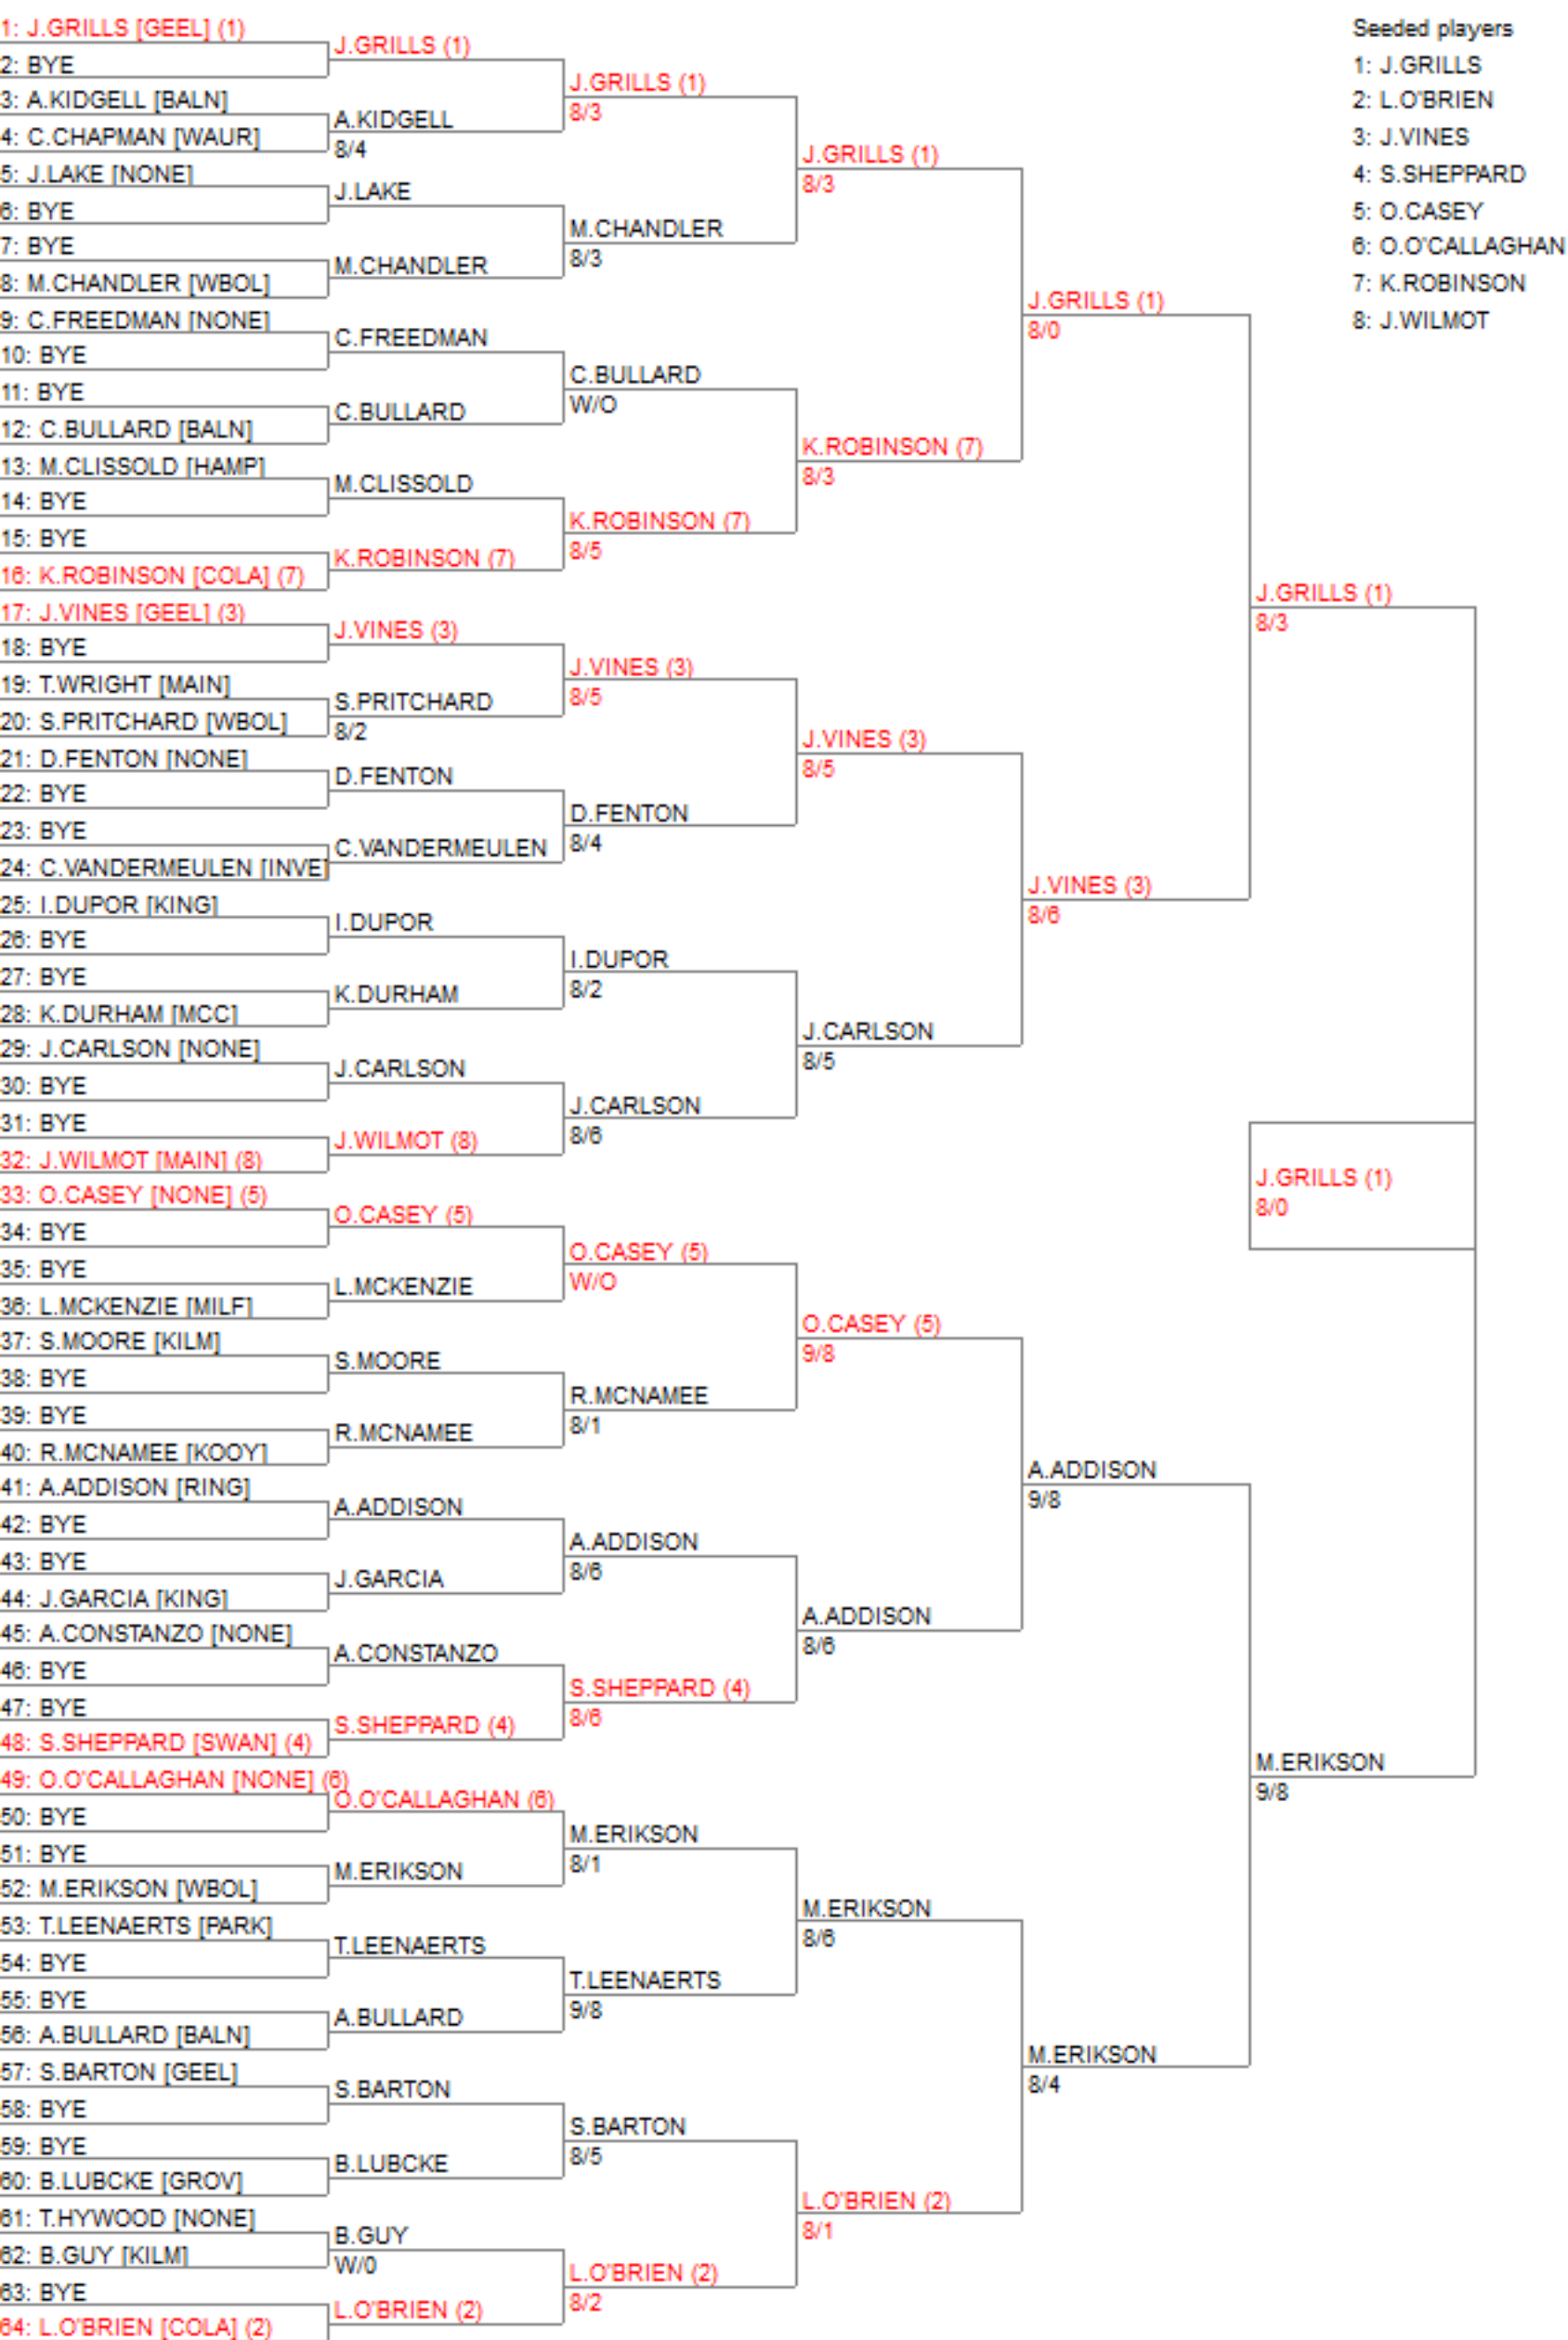 1: J.GRILLS [GEEL] (1)
2: BYE
3: A.KIDGELL [BALN]
4: C.CHAPMAN [WAUR]
5: J.LAKE [NONE]
6: BYE
7: BYE
8: M.CHANDLER [WBOL]
9: C.FREEDMAN [NONE]
10: BYE
11: BYE
12: C.BULLARD [BALN]
13: M.CLISSOLD [HAMP]
14: BYE
15: BYE
16: K.ROBINSON [COLA] (7)
17: J.VINES [GEEL] (3)
18: BYE
19: T.WRIGHT [MAIN]
20: S.PRITCHARD [WBOL]
21: D.FENTON [NONE]
22: BYE
23: BYE
24: C.VANDERMEULEN [INVE]
25: I.DUPOR [KING]
26: BYE
27: BYE
28: K.DURHAM [MCC]
29: J.CARLSON [NONE]
30: BYE
31: BYE
32: J.WILMOT [MAIN] (8)
33: O.CASEY [NONE] (5)
34: BYE
35: BYE
36: L.MCKENZIE [MILF]
37: S.MOORE [KILM]
38: BYE
39: BYE
40: R.MCNAMEE [KOOY]
41: A.ADDISON [RING]
42: BYE
43: BYE
44: J.GARCIA [KING]
45: A.CONSTANZO [NONE]
46: BYE
47: BYE
48: S.SHEPPARD [SWAN] (4)
49: O.O'CALLAGHAN [NONE] (6)
50: BYE
51: BYE
52: M.ERIKSON [WBOL]
53: T.LEENAERTS [PARK]
54: BYE
55: BYE
56: A.BULLARD [BALN]
57: S.BARTON [GEEL]
58: BYE
59: BYE
60: B.LUBCKE [GROV]
61: T.HYWOOD [NONE]
62: B.GUY [KILM]
63: BYE
64: L.O'BRIEN [COLA] (2)
J.GRILLS (1)
A.KIDGELL
8/4
J.LAKE
M.CHANDLER
C.FREEDMAN
C.BULLARD
M.CLISSOLD
K.ROBINSON (7)
J.VINES (3)
S.PRITCHARD
8/2
D.FENTON
C.VANDERMEULEN
I.DUPOR
K.DURHAM
J.CARLSON
J.WILMOT (8)
O.CASEY (5)
L.MCKENZIE
S.MOORE
R.MCNAMEE
A.ADDISON
J.GARCIA
A.CONSTANZO
S.SHEPPARD (4)
O.O'CALLAGHAN (6)
M.ERIKSON
T.LEENAERTS
A.BULLARD
S.BARTON
B.LUBCKE
B.GUY
W/0
L.O'BRIEN (2)
J.GRILLS (1)
8/3
M.CHANDLER
8/3
C.BULLARD
W/O
K.ROBINSON (7)
8/5
J.VINES (3)
8/5
D.FENTON
8/4
I.DUPOR
8/2
J.CARLSON
8/6
O.CASEY (5)
W/O
R.MCNAMEE
8/1
A.ADDISON
8/6
S.SHEPPARD (4)
8/6
M.ERIKSON
8/1
T.LEENAERTS
9/8
S.BARTON
8/5
L.O'BRIEN (2)
8/2
J.GRILLS (1)
8/3
K.ROBINSON (7)
8/3
J.VINES (3)
8/5
J.CARLSON
8/5
O.CASEY (5)
9/8
A.ADDISON
8/6
M.ERIKSON
8/6
L.O'BRIEN (2)
8/1
J.GRILLS (1)
8/0
J.VINES (3)
8/6
A.ADDISON
9/8
M.ERIKSON
8/4
J.GRILLS (1)
8/3
J.GRILLS (1)
8/0
M.ERIKSON
9/8
Seeded players
1: J.GRILLS
2: L.O'BRIEN
3: J.VINES
4: S.SHEPPARD
5: O.CASEY
6: O.O'CALLAGHAN
7: K.ROBINSON
8: J.WILMOT